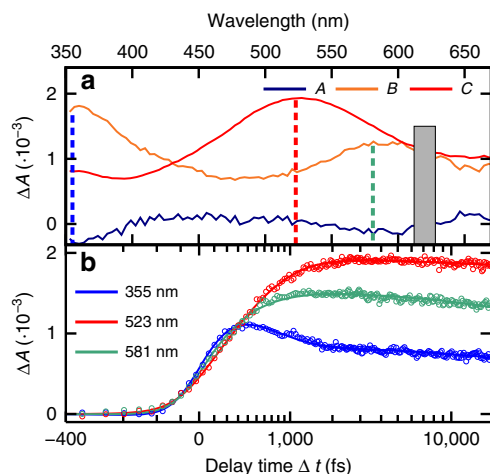 Wavelength (nm)
350 400 450 500 550 600 650
a
A B C
ΔA (·10⁻³)
2
1
0
b
355 nm
523 nm
581 nm
ΔA (·10⁻³)
2
1
0
-400 0 1,000 10,000
Delay time Δ t (fs)